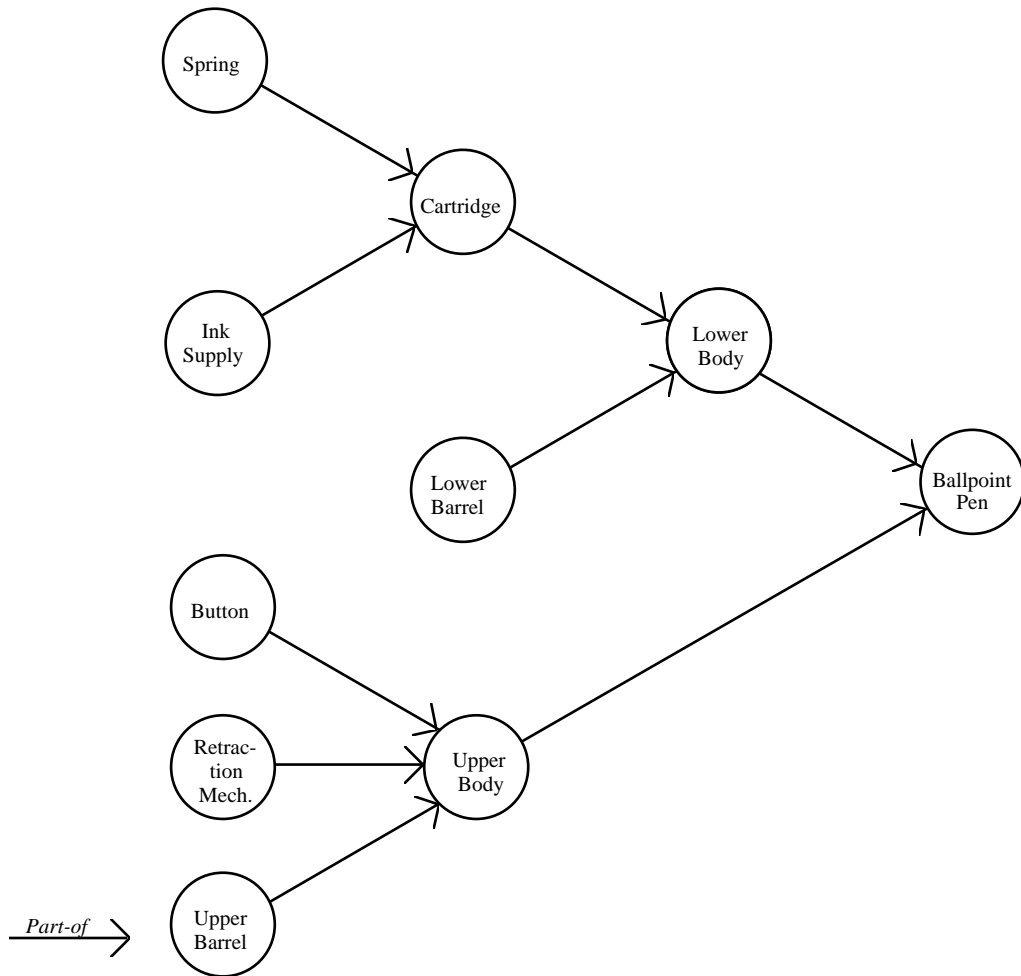 Spring
Cartridge
Ink
Supply
Lower
Body
Lower
Barrel
Ballpoint
Pen
Button
Retrac-
tion
Mech.
Upper
Body
Upper
Barrel
Part-of